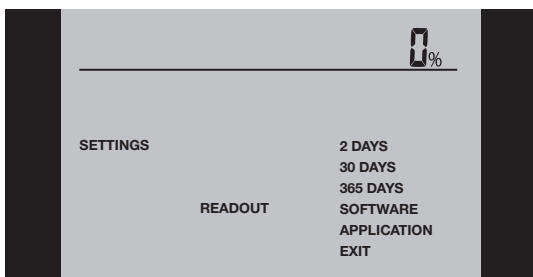 0%
SETTINGS 2 DAYS
30 DAYS
365 DAYS
READOUT SOFTWARE
APPLICATION
EXIT